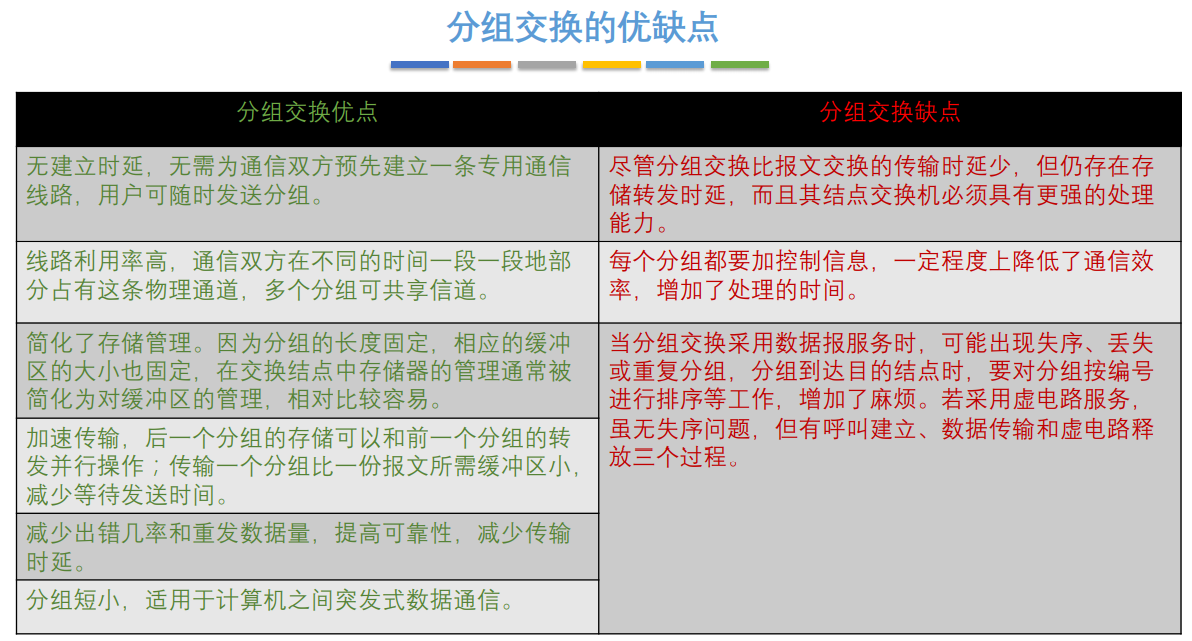 分组交换的优缺点
分组交换优点
分组交换缺点
无建立时延，无需为通信双方预先建立一条专用通信
线路，用户可随时发送分组。
尽管分组交换比报文交换的传输时延少，但仍存在存
储转发时延，而且其结点交换机必须具有更强的处理
能力。
线路利用率高，通信双方在不同的时间一段一段地部
分占有这条物理通道，多个分组可共享信道。
每个分组都要加控制信息，一定程度上降低了通信效
率，增加了处理的时间。
简化了存储管理。因为分组的长度固定，相应的缓冲
区的大小也固定，在交换结点中存储器的管理通常被
简化为对缓冲区的管理，相对比较容易。
当分组交换采用数据报服务时，可能出现失序、丢失
或重复分组，分组到达目的结点时，要对分组按编号
进行排序等工作，增加了麻烦。若采用虚电路服务，
虽无失序问题，但有呼叫建立、数据传输和虚电路释
放三个过程。
加速传输，后一个分组的存储可以和前一个分组的转
发并行操作；传输一个分组比一份报文所需缓冲区小，
减少等待发送时间。
减少出错几率和重发数据量，提高可靠性，减少传输
时延。
分组短小，适用于计算机之间突发式数据通信。